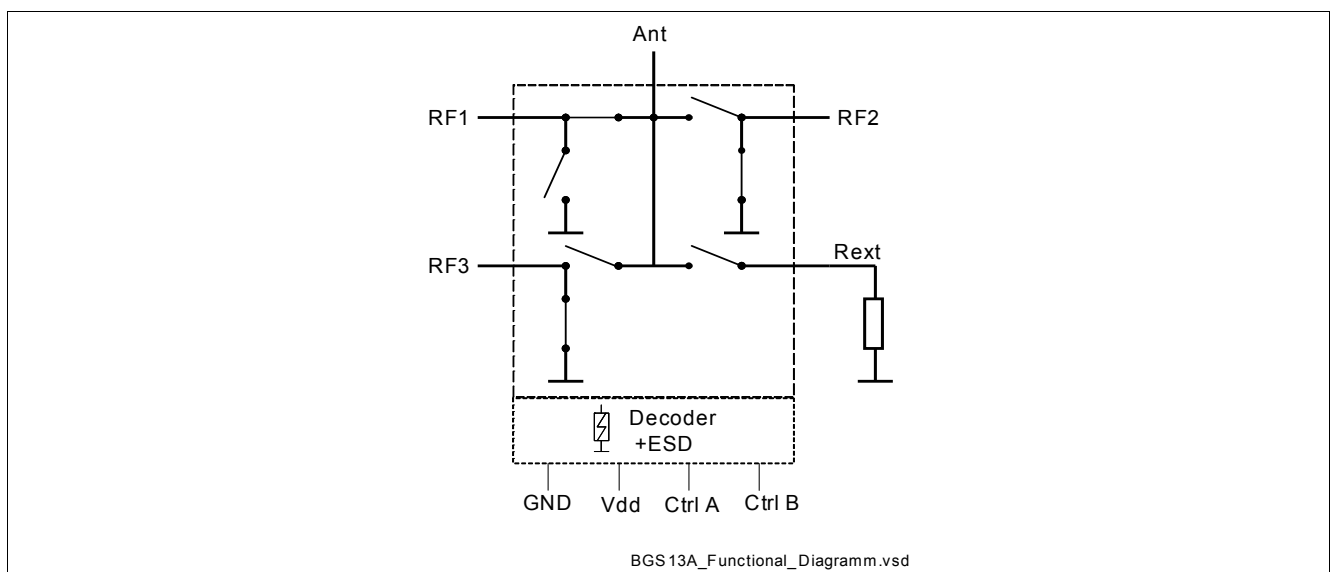 Ant
RF1
RF2
RF3
Rext
Decoder
+ESD
GND
Vdd
Ctrl A
Ctrl B
BGS13A_Functional_Diagramm.vsd